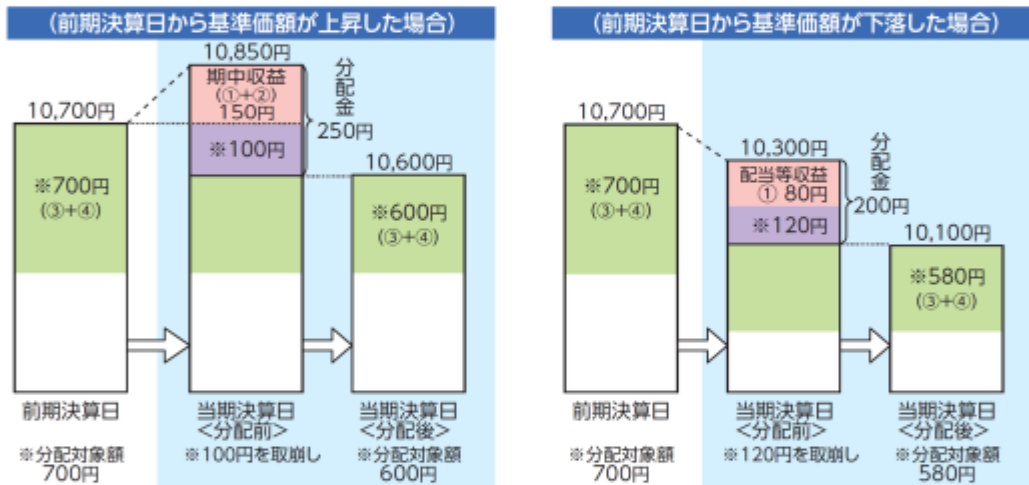 （前期決算日から基準価額が上昇した場合）
10,850円
期中収益
（①+②）
150円
分配金
250円
10,700円
※100円
10,600円
※700円
（③+④）
※600円
（③+④）
前期決算日
当期決算日
＜分配前＞
当期決算日
＜分配後＞
※分配対象額
700円
※100円を取崩し
※分配対象額
600円
（前期決算日から基準価額が下落した場合）
10,700円
10,300円
分配金
200円
配当等収益
① 80円
※700円
（③+④）
※120円
10,100円
※580円
（③+④）
前期決算日
当期決算日
＜分配前＞
当期決算日
＜分配後＞
※分配対象額
700円
※120円を取崩し
※分配対象額
580円